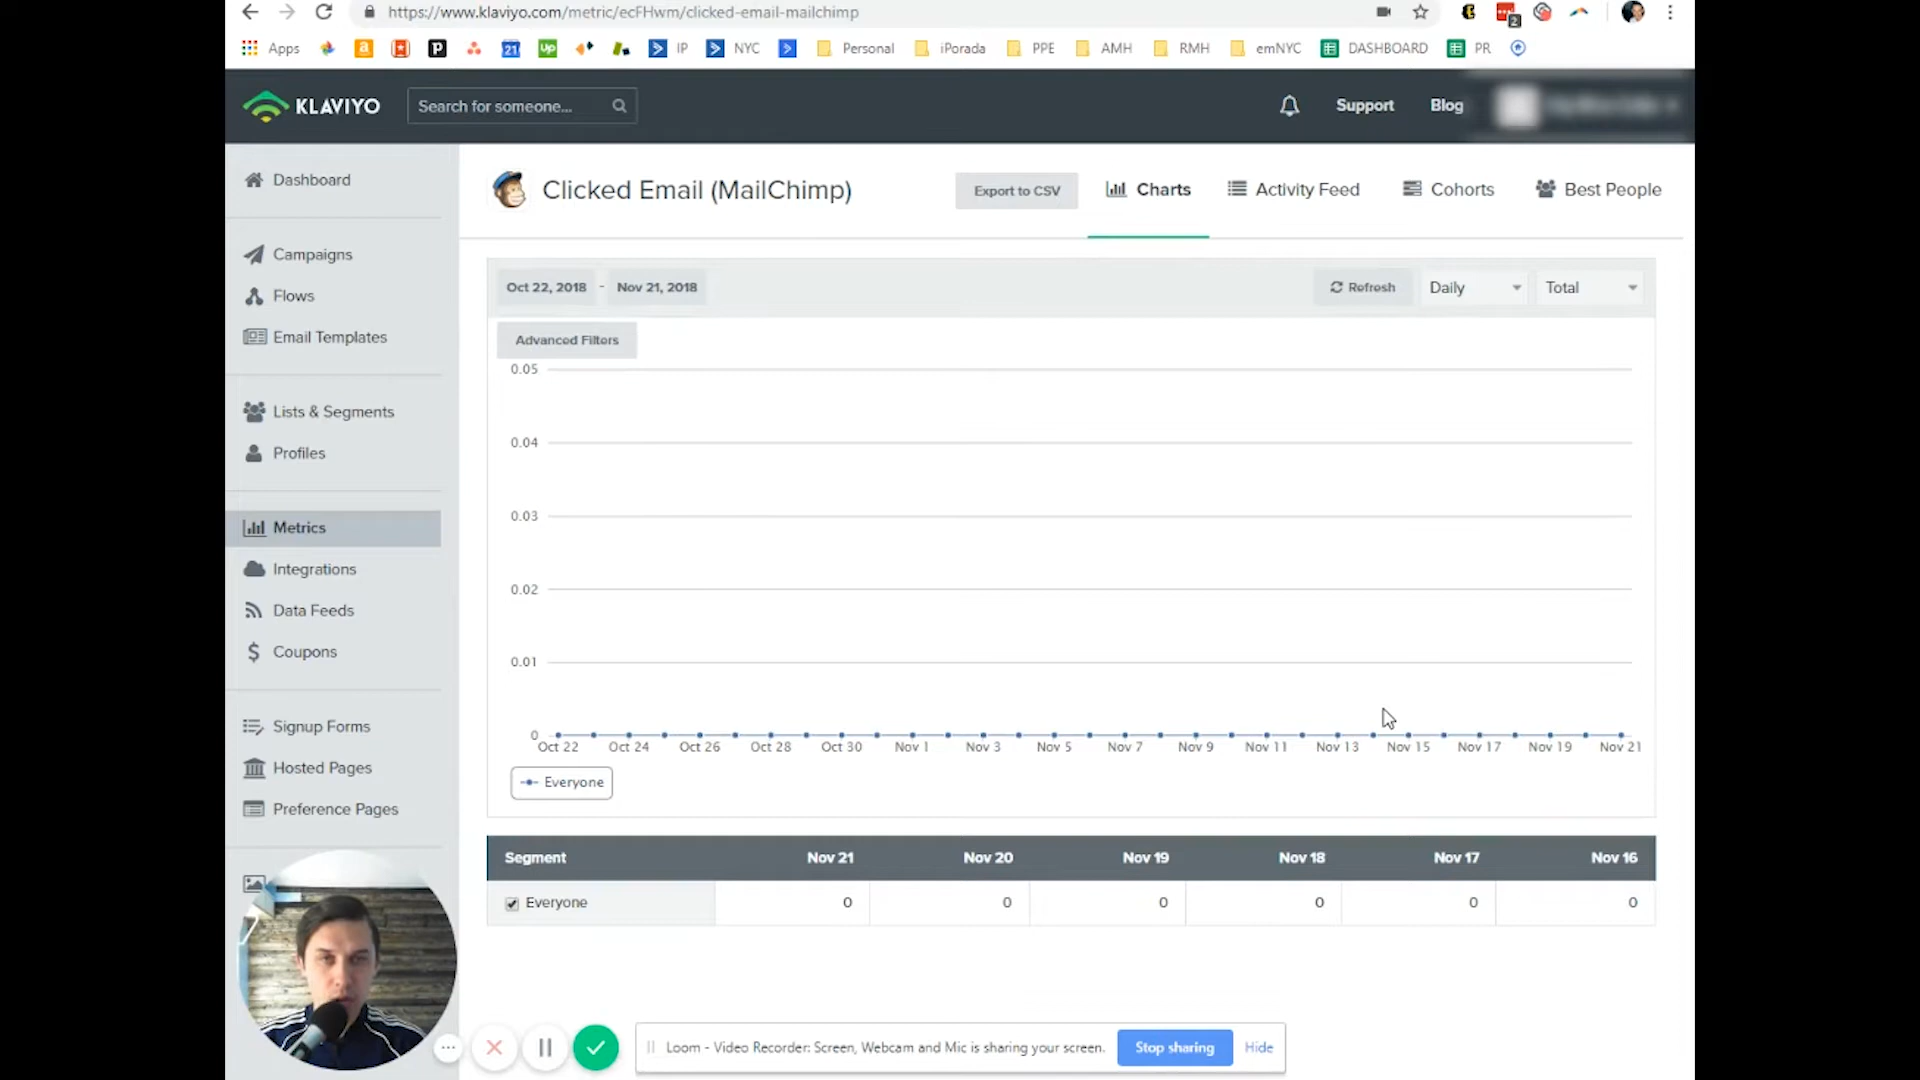 https://www.klaviyo.com/metric/ecFHwm/clicked-email-mailchimp
2
Apps
a
P
21
up
IP
NYC
Personal
iPorada
PPE
AMH
RMH
emNYC
DASHBOARD
PR
KLAVIYO
Search for someone...
Support
Blog
Dashboard
Campaigns
Flows
Email Templates
Lists & Segments
Profiles
Metrics
Integrations
Data Feeds
Coupons
Signup Forms
Hosted Pages
Preference Pages
Clicked Email (MailChimp)
Export to CSV
Charts
Activity Feed
Cohorts
Best People
Oct 22, 2018 - Nov 21, 2018
Refresh
Daily
Total
Advanced Filters
0.05
0.04
0.03
0.02
0.01
0
Oct 22 Oct 24 Oct 26 Oct 28 Oct 30 Nov 1 Nov 3 Nov 5 Nov 7 Nov 9 Nov 11 Nov 13 Nov 15 Nov 17 Nov 19 Nov 21
Everyone
Segment Nov 21 Nov 20 Nov 19 Nov 18 Nov 17 Nov 16
Everyone 0 0 0 0 0 0
Loom - Video Recorder: Screen, Webcam and Mic is sharing your screen.
Stop sharing
Hide